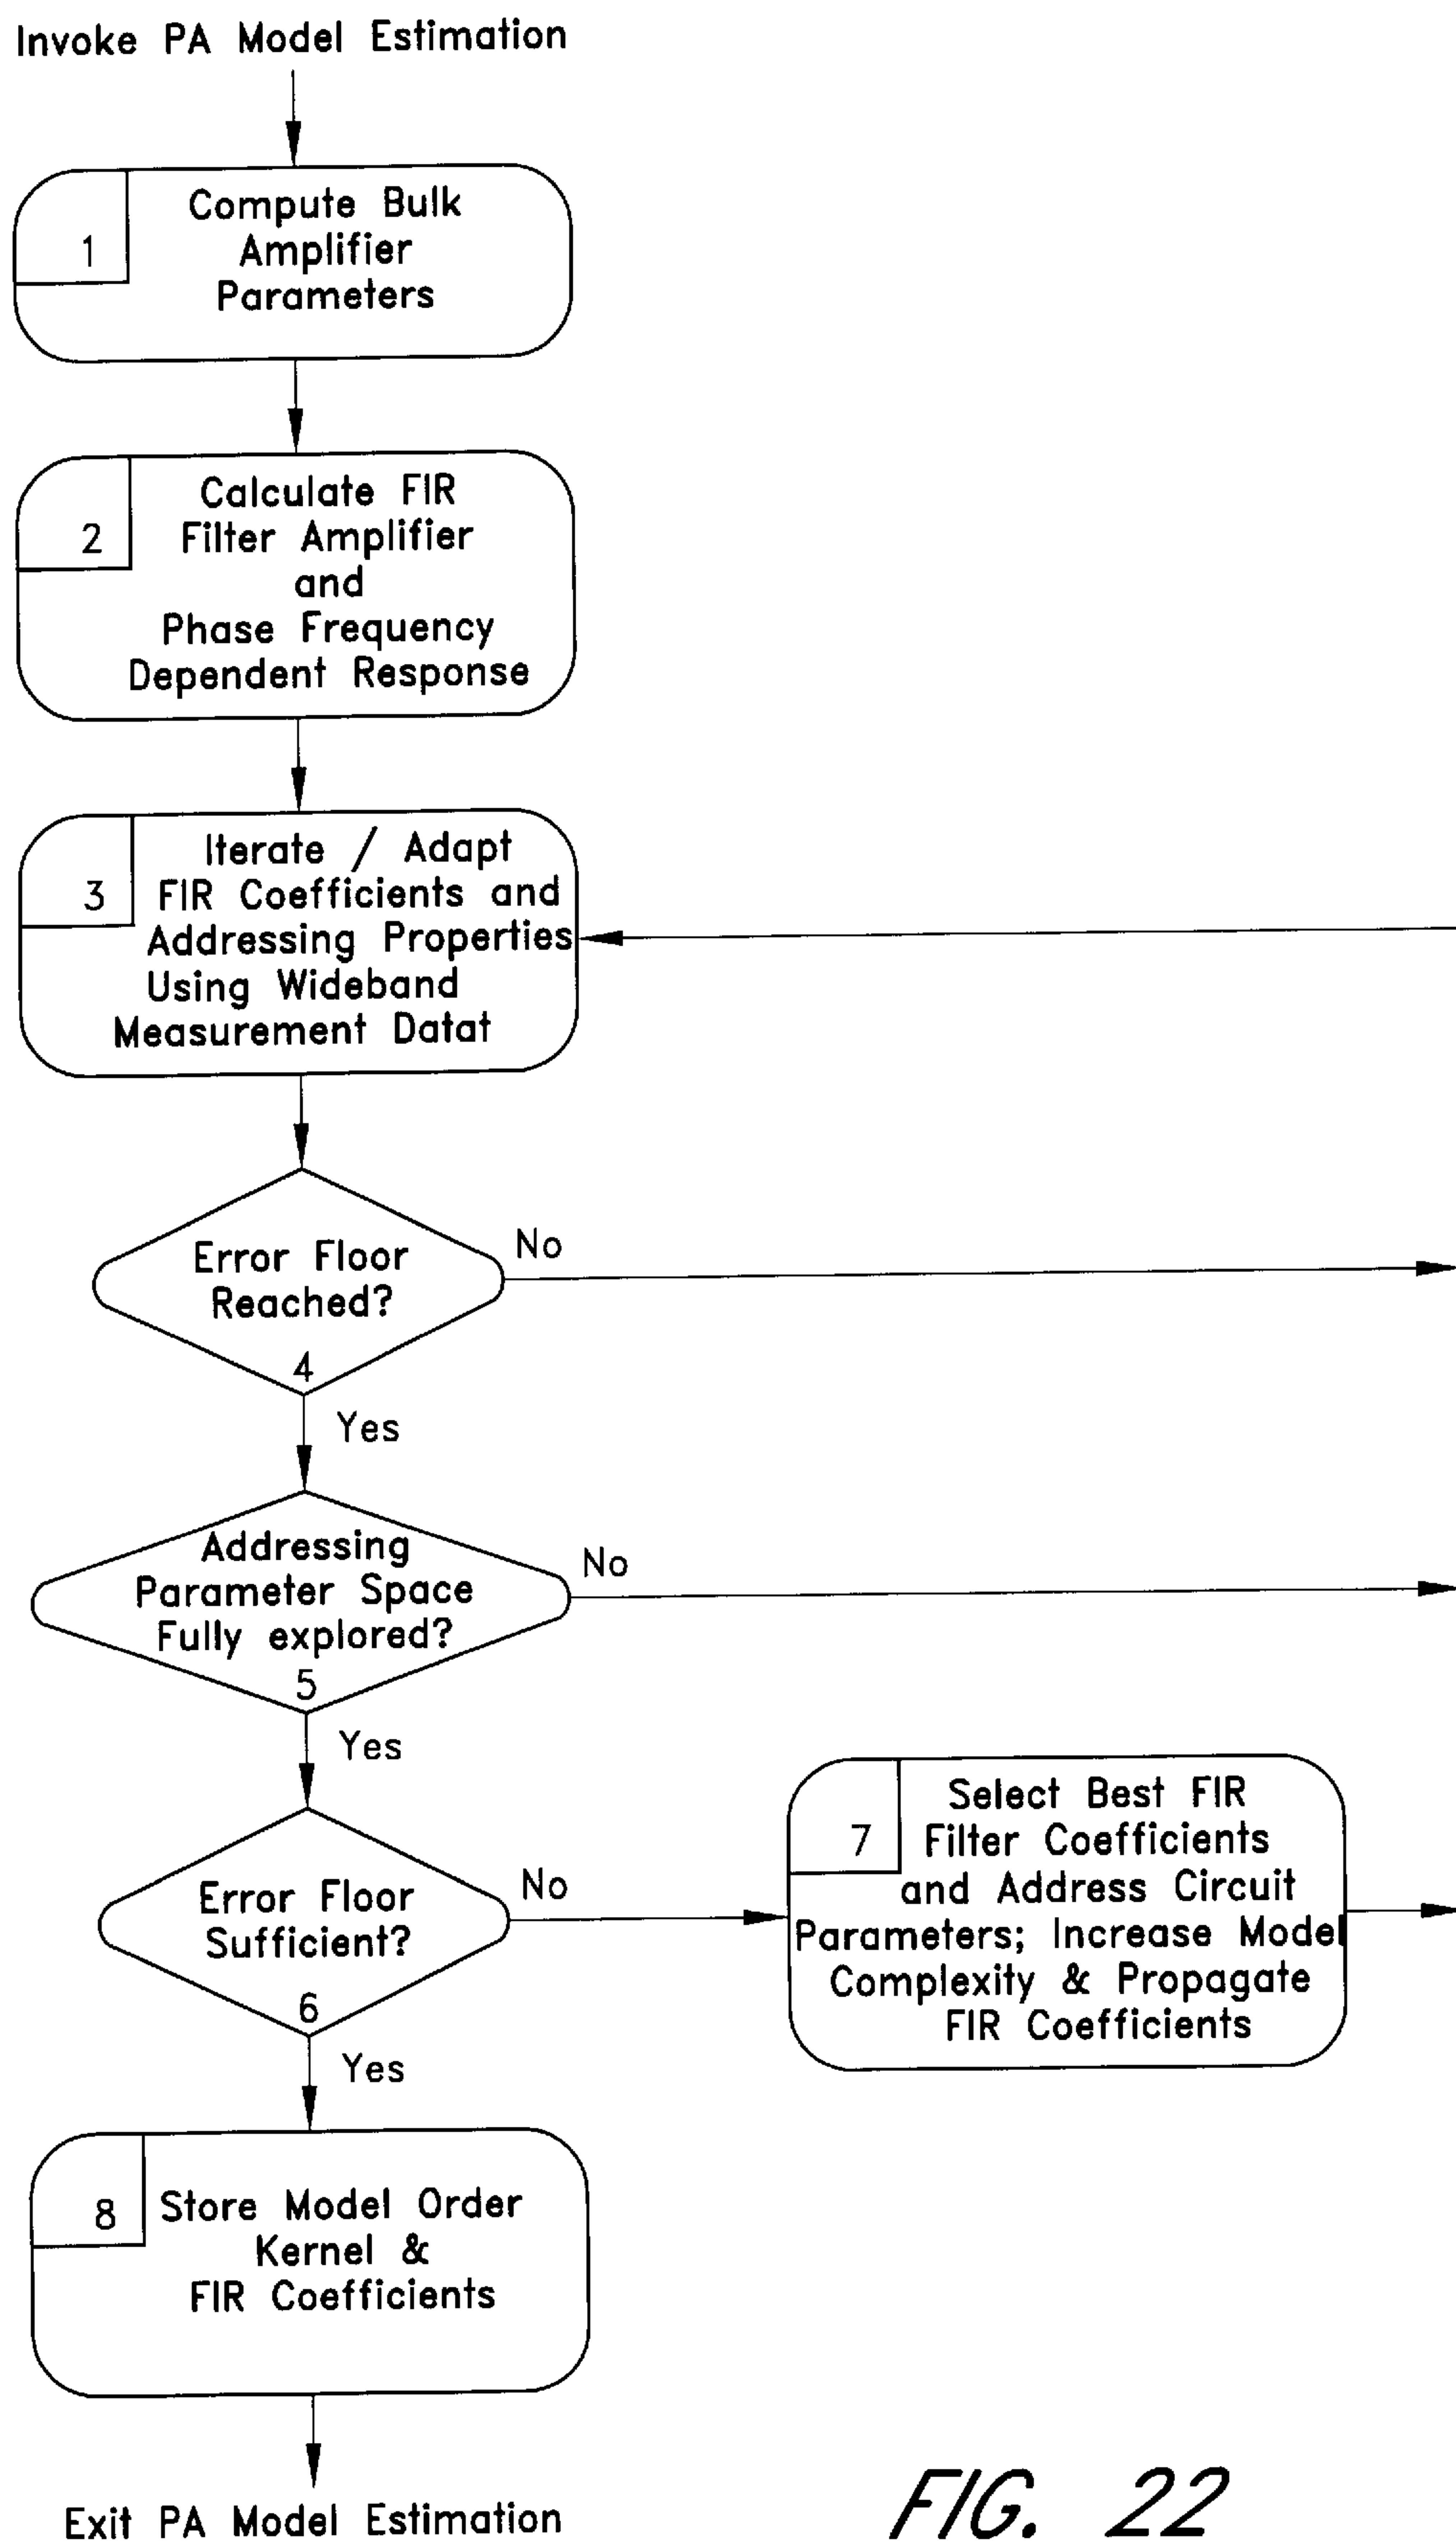 Invoke PA Model Estimation
1
Compute Bulk
Amplifier
Parameters
2
Calculate FIR
Filter Amplifier
and
Phase Frequency
Dependent Response
3
Iterate / Adapt
FIR Coefficients and
Addressing Properties
Using Wideband
Measurement Datat
Error Floor
Reached?
4
No
Yes
Addressing
Parameter Space
Fully explored?
5
No
Yes
Error Floor
Sufficient?
6
No
Yes
7
Select Best FIR
Filter Coefficients
and Address Circuit
Parameters; Increase Model
Complexity & Propagate
FIR Coefficients
8
Store Model Order
Kernel &
FIR Coefficients
Exit PA Model Estimation
FIG. 22